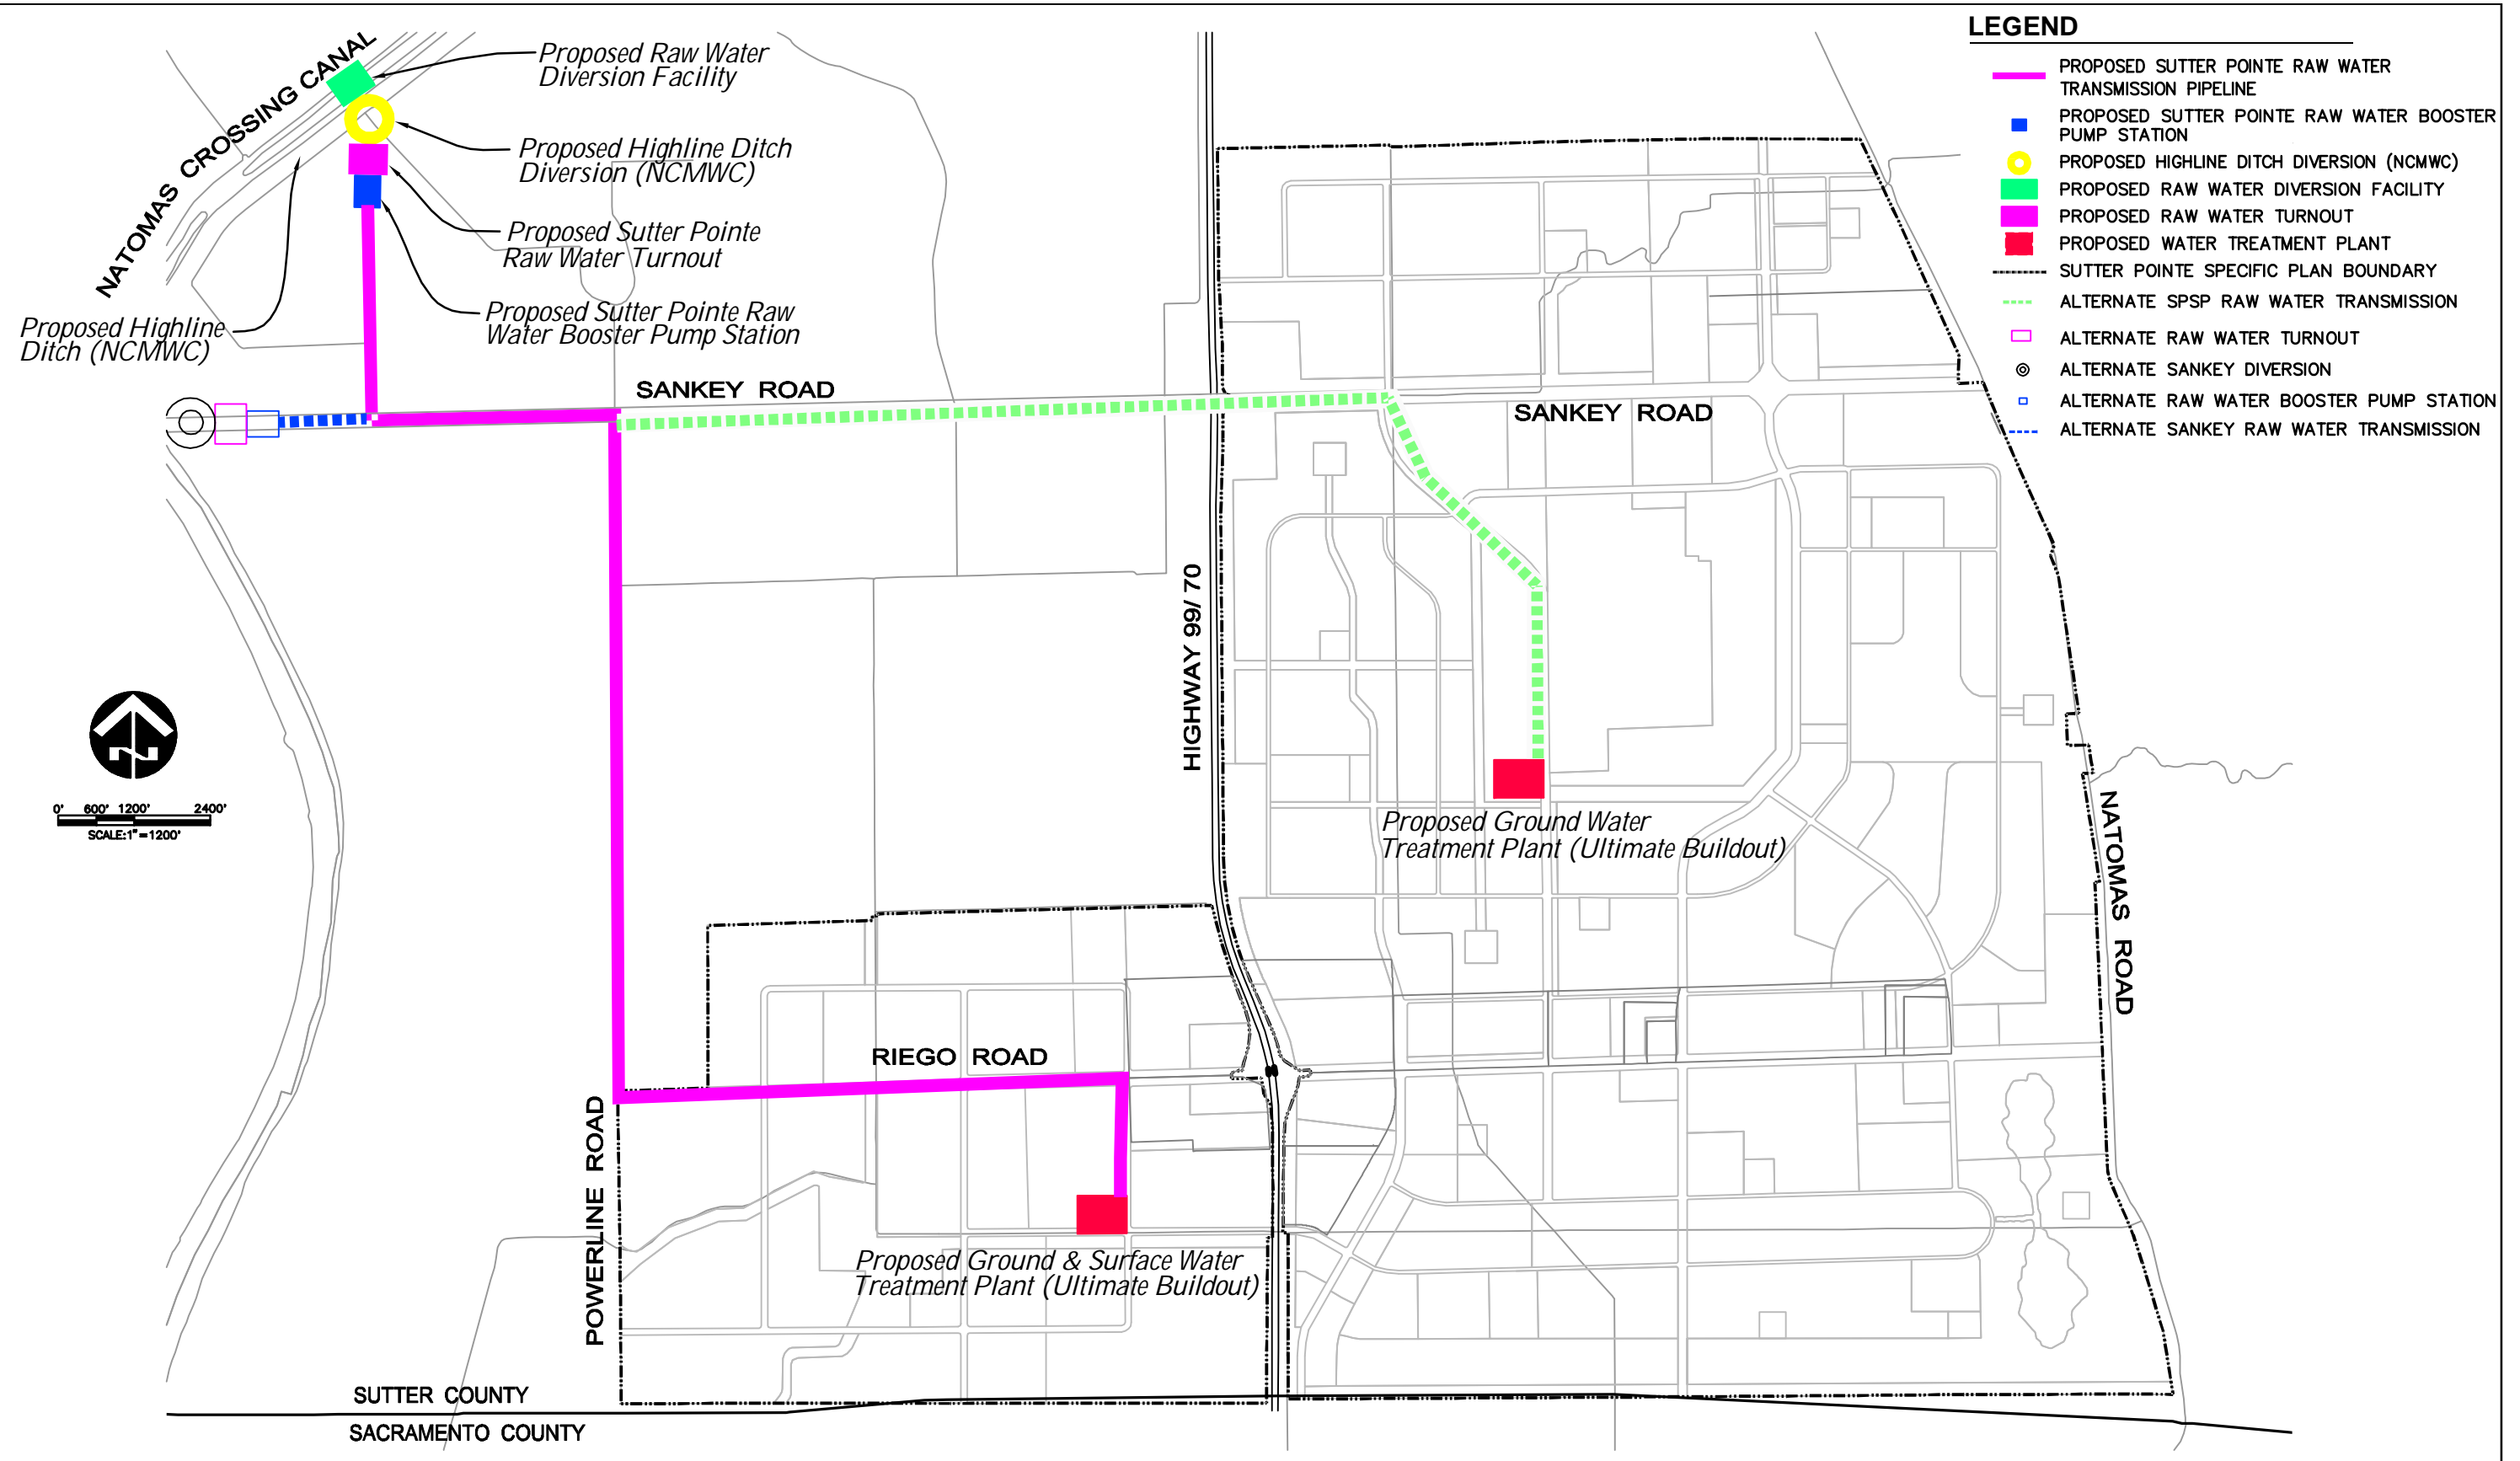 NATOMAS CROSSING CANAL
Proposed Raw Water
Diversion Facility
Proposed Highline Ditch
Diversion (NCMWC)
Proposed Sutter Pointe
Raw Water Turnout
Proposed Sutter Pointe Raw
Water Booster Pump Station
Proposed Highline
Ditch (NCMWC)
SANKEY ROAD
SANKEY ROAD
HIGHWAY 99/70
N
0' 600' 1200' 2400'
SCALE:1"=1200'
Proposed Ground Water
Treatment Plant (Ultimate Buildout)
NATOMAS ROAD
RIEGO ROAD
POWERLINE ROAD
Proposed Ground & Surface Water
Treatment Plant (Ultimate Buildout)
SUTTER COUNTY
SACRAMENTO COUNTY
LEGEND
PROPOSED SUTTER POINTE RAW WATER
TRANSMISSION PIPELINE
PROPOSED SUTTER POINTE RAW WATER BOOSTER
PUMP STATION
PROPOSED HIGHLINE DITCH DIVERSION (NCMWC)
PROPOSED RAW WATER DIVERSION FACILITY
PROPOSED RAW WATER TURNOUT
PROPOSED WATER TREATMENT PLANT
SUTTER POINTE SPECIFIC PLAN BOUNDARY
ALTERNATE SPSP RAW WATER TRANSMISSION
ALTERNATE RAW WATER TURNOUT
ALTERNATE SANKEY DIVERSION
ALTERNATE RAW WATER BOOSTER PUMP STATION
ALTERNATE SANKEY RAW WATER TRANSMISSION